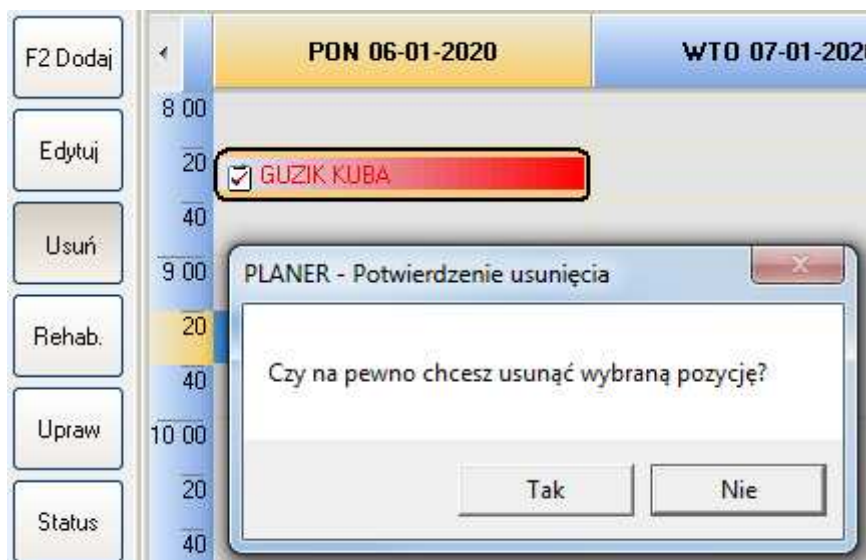 F2 Dodaj
Edytuj
Usuń
Rehab.
Upraw
Status
PON 06-01-2020
WTO 07-01-202
8 00
20
40
9 00
20
40
10 00
20
40
GUZIK KUBA
PLANER - Potwierdzenie usunięcia
Czy na pewno chcesz usunąć wybraną pozycję?
Tak
Nie